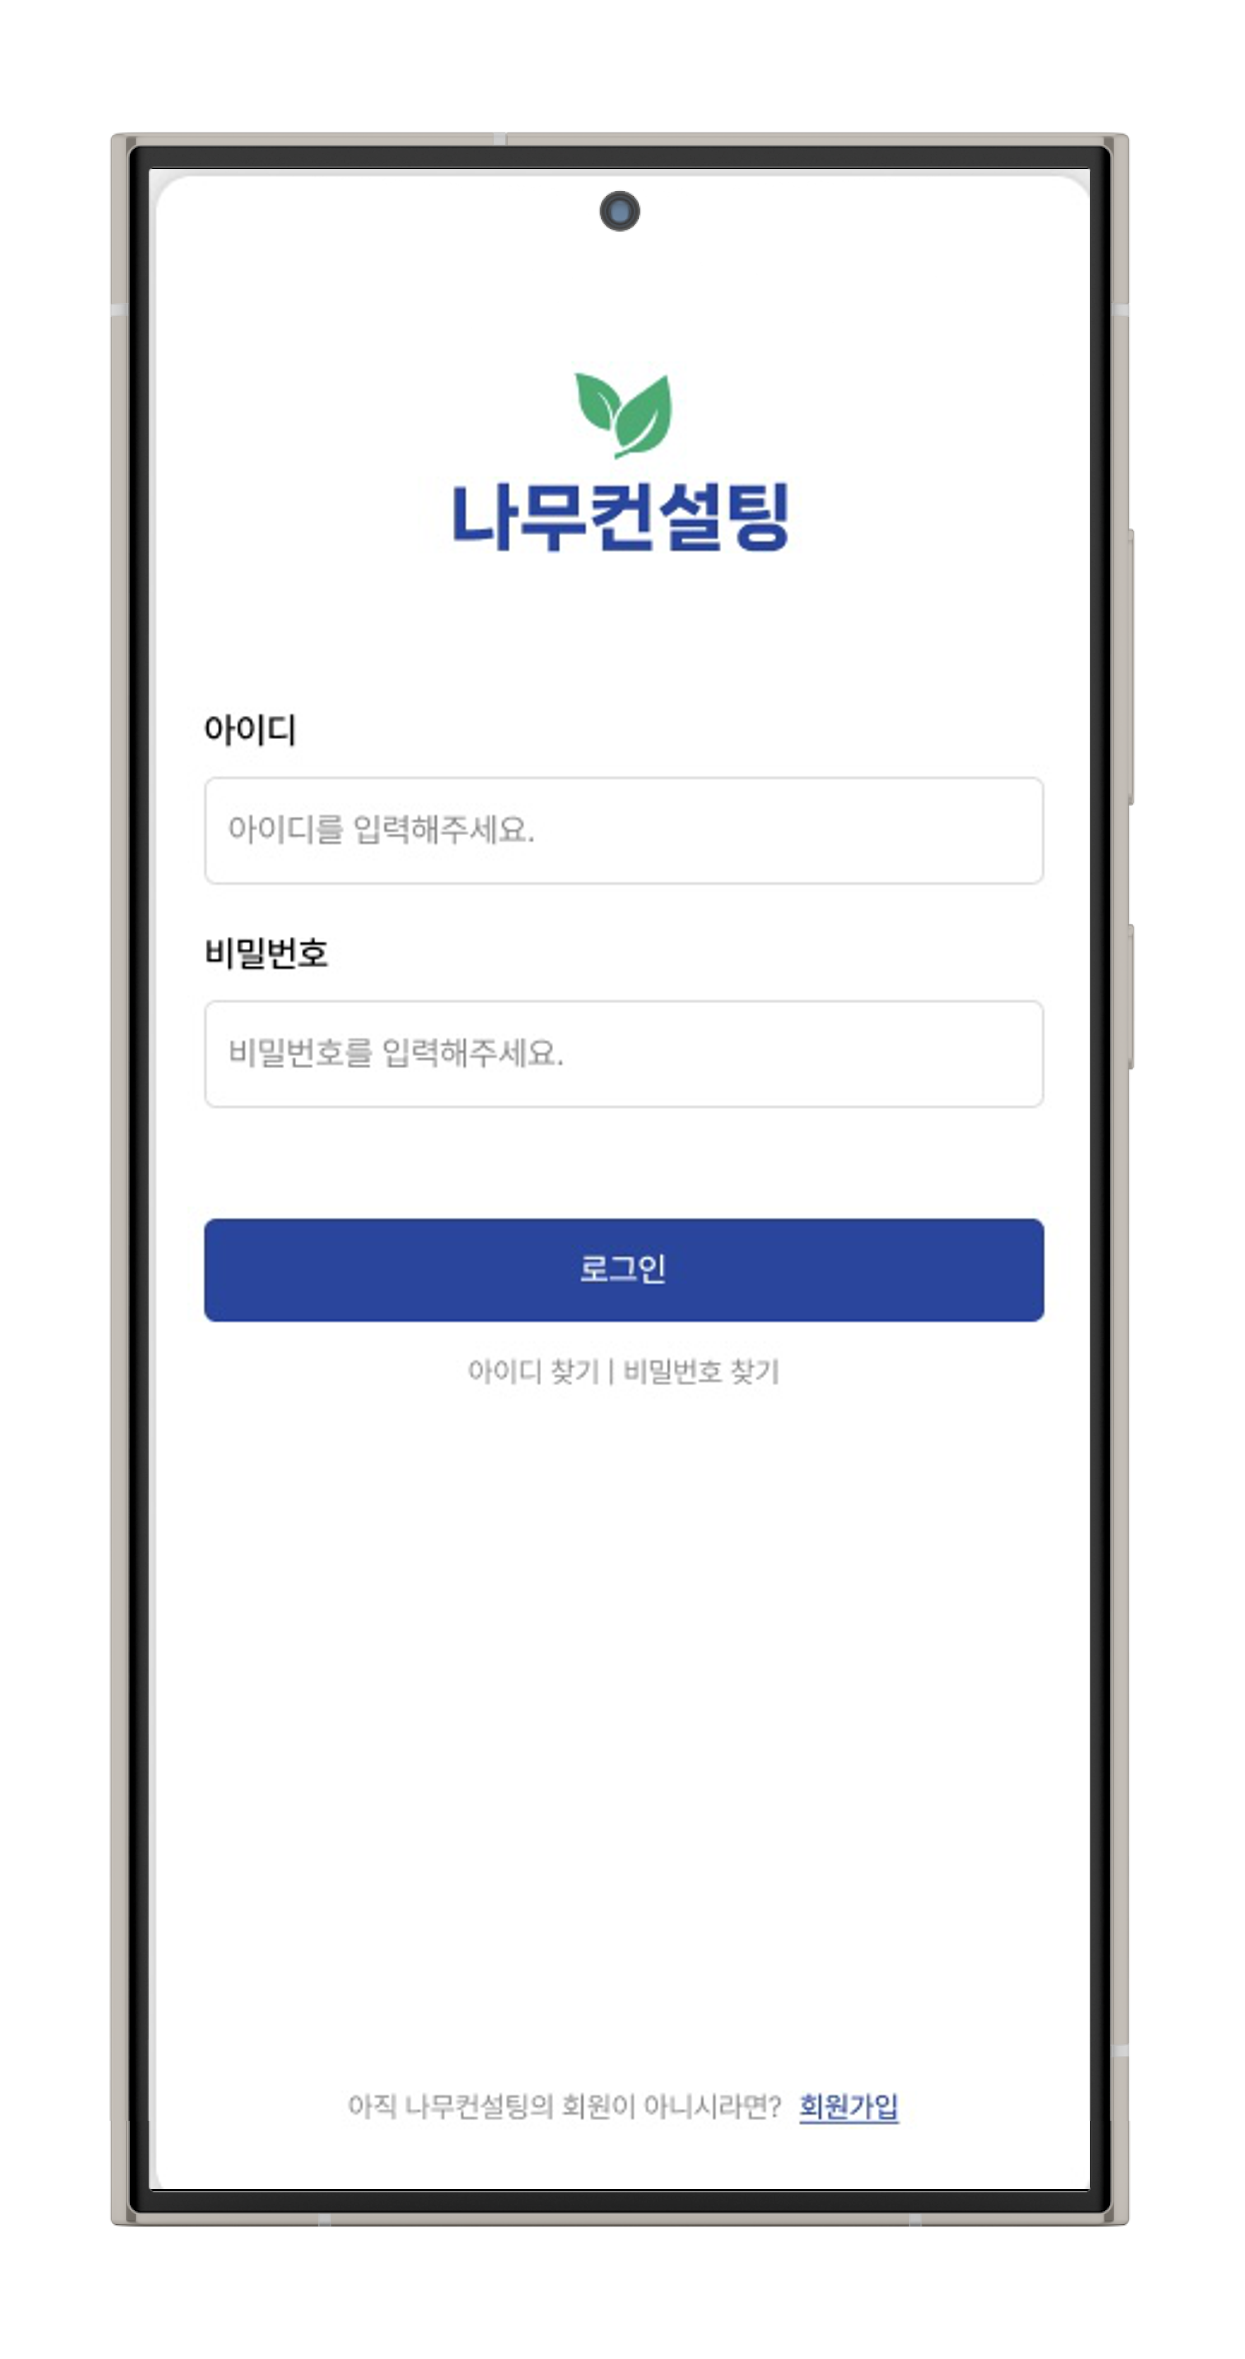 나무컨설팅
아이디
아이디를 입력해주세요.
비밀번호
비밀번호를 입력해주세요.
로그인
아이디 찾기 | 비밀번호 찾기
아직 나무컨설팅의 회원이 아니시라면? 회원가입